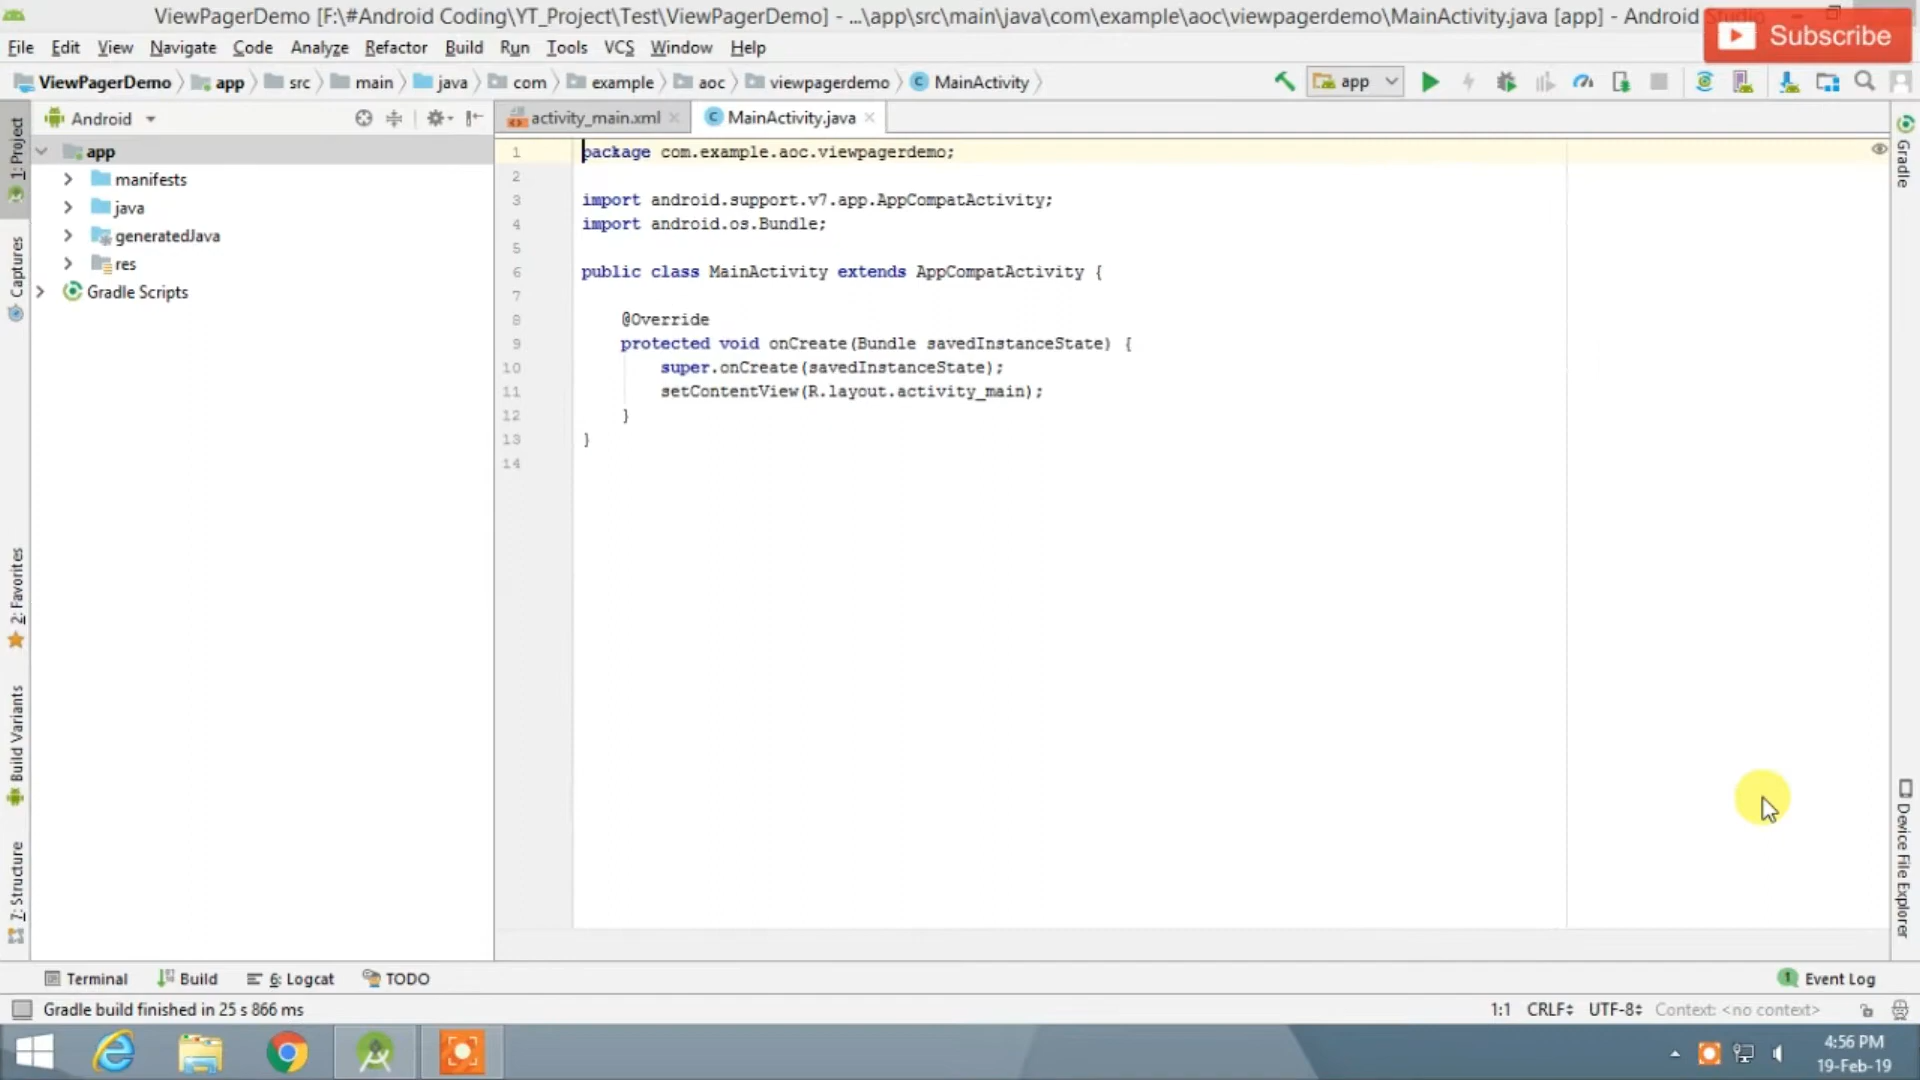 ViewPagerDemo [F:\#Android Coding\YT_Project\Test\ViewPagerDemo] - ...\app\src\main\java\com\example\aoc\viewpagerdemo\MainActivity.java [app] - Android Studio
Subscribe
File Edit View Navigate Code Analyze Refactor Build Run Tools VCS Window Help
ViewPagerDemo app src main java com example aoc viewpagerdemo MainActivity
app
Android
activity_main.xml
MainActivity.java
1: Project
Captures
2: Favorites
Build Variants
7: Structure
app
manifests
java
generatedJava
res
Gradle Scripts
1 package com.example.aoc.viewpagerdemo;
2
3 import android.support.v7.app.AppCompatActivity;
4 import android.os.Bundle;
5
6 public class MainActivity extends AppCompatActivity {
7
8 @Override
9 protected void onCreate(Bundle savedInstanceState) {
10 super.onCreate(savedInstanceState);
11 setContentView(R.layout.activity_main);
12 }
13 }
14
Gradle
Device File Explorer
Terminal Build 6: Logcat TODO
1 Event Log
Gradle build finished in 25 s 866 ms
1:1 CRLF UTF-8 Context: <no context>
4:56 PM
19-Feb-19